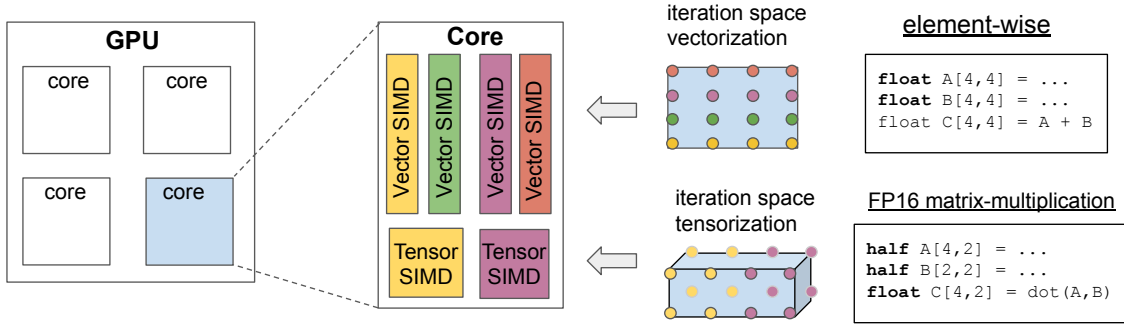 GPU
core
core
core
core
Core
Vector SIMD
Vector SIMD
Vector SIMD
Vector SIMD
Tensor
SIMD
Tensor
SIMD
iteration space
vectorization
element-wise
float A[4,4] = ...
float B[4,4] = ...
float C[4,4] = A + B
iteration space
tensorization
FP16 matrix-multiplication
half A[4,2] = ...
half B[2,2] = ...
float C[4,2] = dot(A,B)